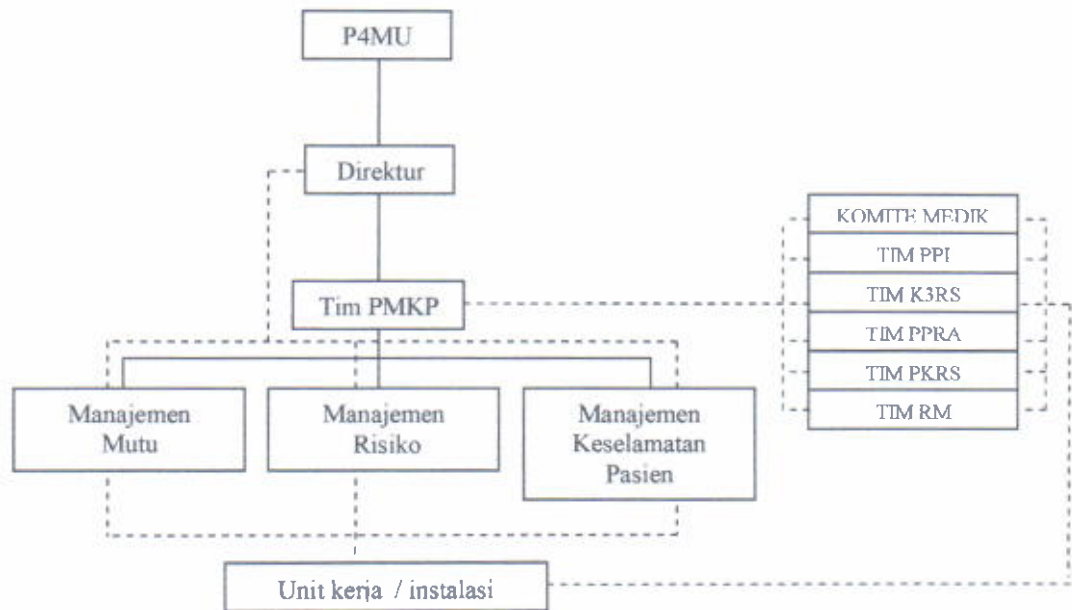 P4MU
Direktur
KOMITE MEDIK
TIM PPI
TIM K3RS
TIM PPRA
TIM PKRS
TIM RM
Tim PMKP
Manajemen
Mutu
Manajemen
Risiko
Manajemen
Keselamatan
Pasien
Unit kerja / instalasi